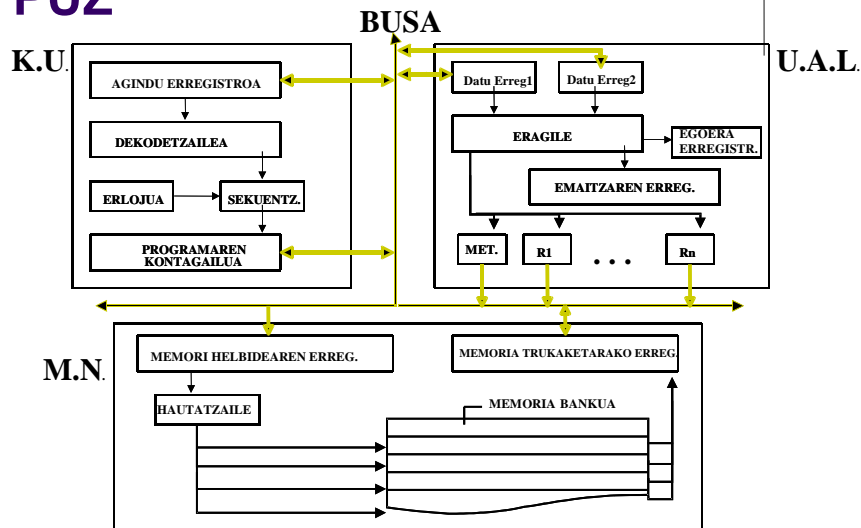 PUZ
BUSA
K.U.
U.A.L.
AGINDU ERREGISTROA
DEKODETZAILEA
ERLOJUA
SEKUENTZ.
PROGRAMAREN
KONTAGAILUA
Datu Erreg1
Datu Erreg2
ERAGILE
EGOERA
ERREGISTR.
EMAITZAREN ERREG.
MET.
R1
...
Rn
M.N.
MEMORI HELBIDEAREN ERREG.
MEMORIA TRUKAKETARAKO ERREG.
HAUTATZAILE
MEMORIA BANKUA